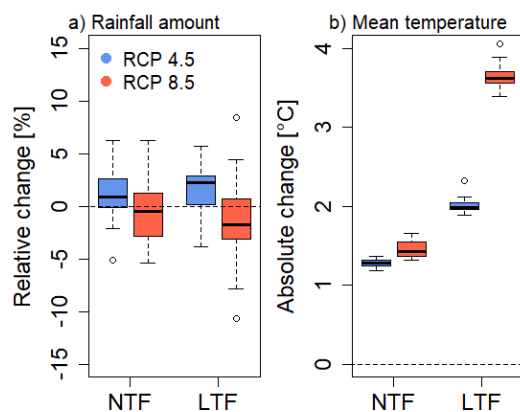 a) Rainfall amount
RCP 4.5
RCP 8.5
Relative change [%]
15
10
5
0
-5
-10
-15
NTF
LTF
b) Mean temperature
Absolute change [°C]
4
3
2
1
0
NTF
LTF